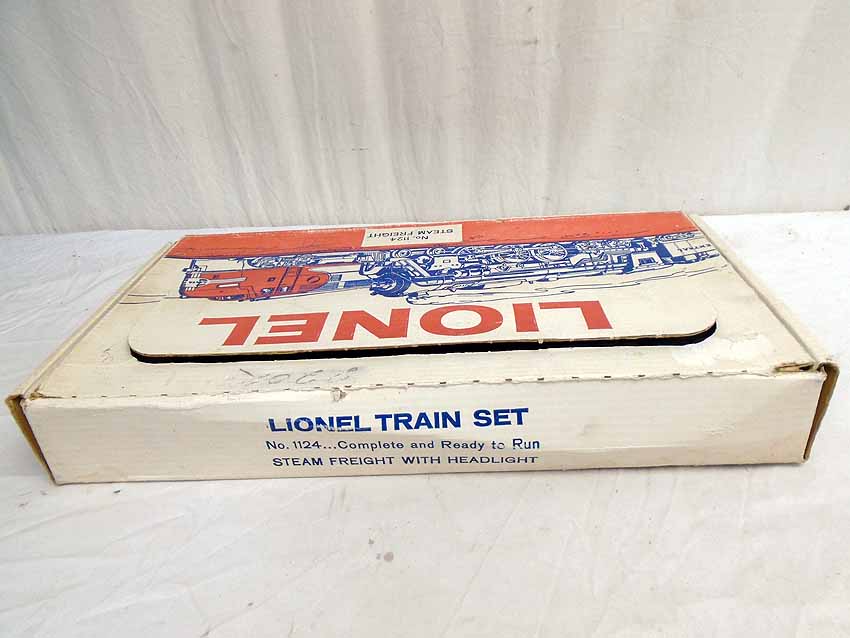 No. 1124
STEAM FREIGHT
LIONEL
LIONEL TRAIN SET
No. 1124...Complete and Ready to Run
STEAM FREIGHT WITH HEADLIGHT